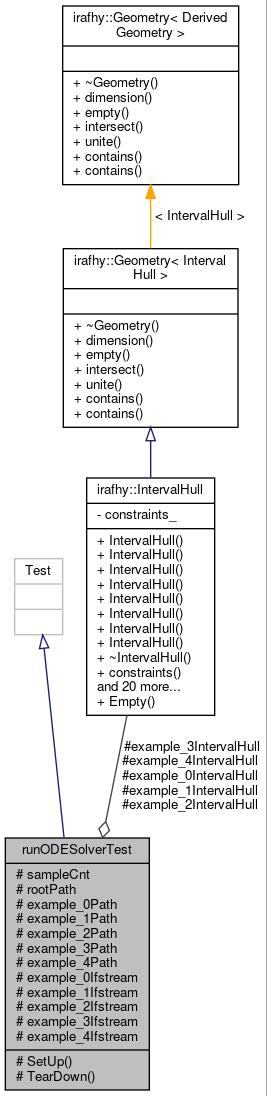 irafhy::Geometry< Derived
Geometry >
+ ~Geometry()
+ dimension()
+ empty()
+ intersect()
+ unite()
+ contains()
+ contains()
< IntervalHull >
irafhy::Geometry< Interval
Hull >
+ ~Geometry()
+ dimension()
+ empty()
+ intersect()
+ unite()
+ contains()
+ contains()
irafhy::IntervalHull
- constraints_
+ IntervalHull()
+ IntervalHull()
+ IntervalHull()
+ IntervalHull()
+ IntervalHull()
+ IntervalHull()
+ IntervalHull()
+ IntervalHull()
+ ~IntervalHull()
+ constraints()
and 20 more...
+ Empty()
Test
#example_3IntervalHull
#example_4IntervalHull
#example_0IntervalHull
#example_1IntervalHull
#example_2IntervalHull
runODESolverTest
# sampleCnt
# rootPath
# example_0Path
# example_1Path
# example_2Path
# example_3Path
# example_4Path
# example_0Ifstream
# example_1Ifstream
# example_2Ifstream
# example_3Ifstream
# example_4Ifstream
# SetUp()
# TearDown()